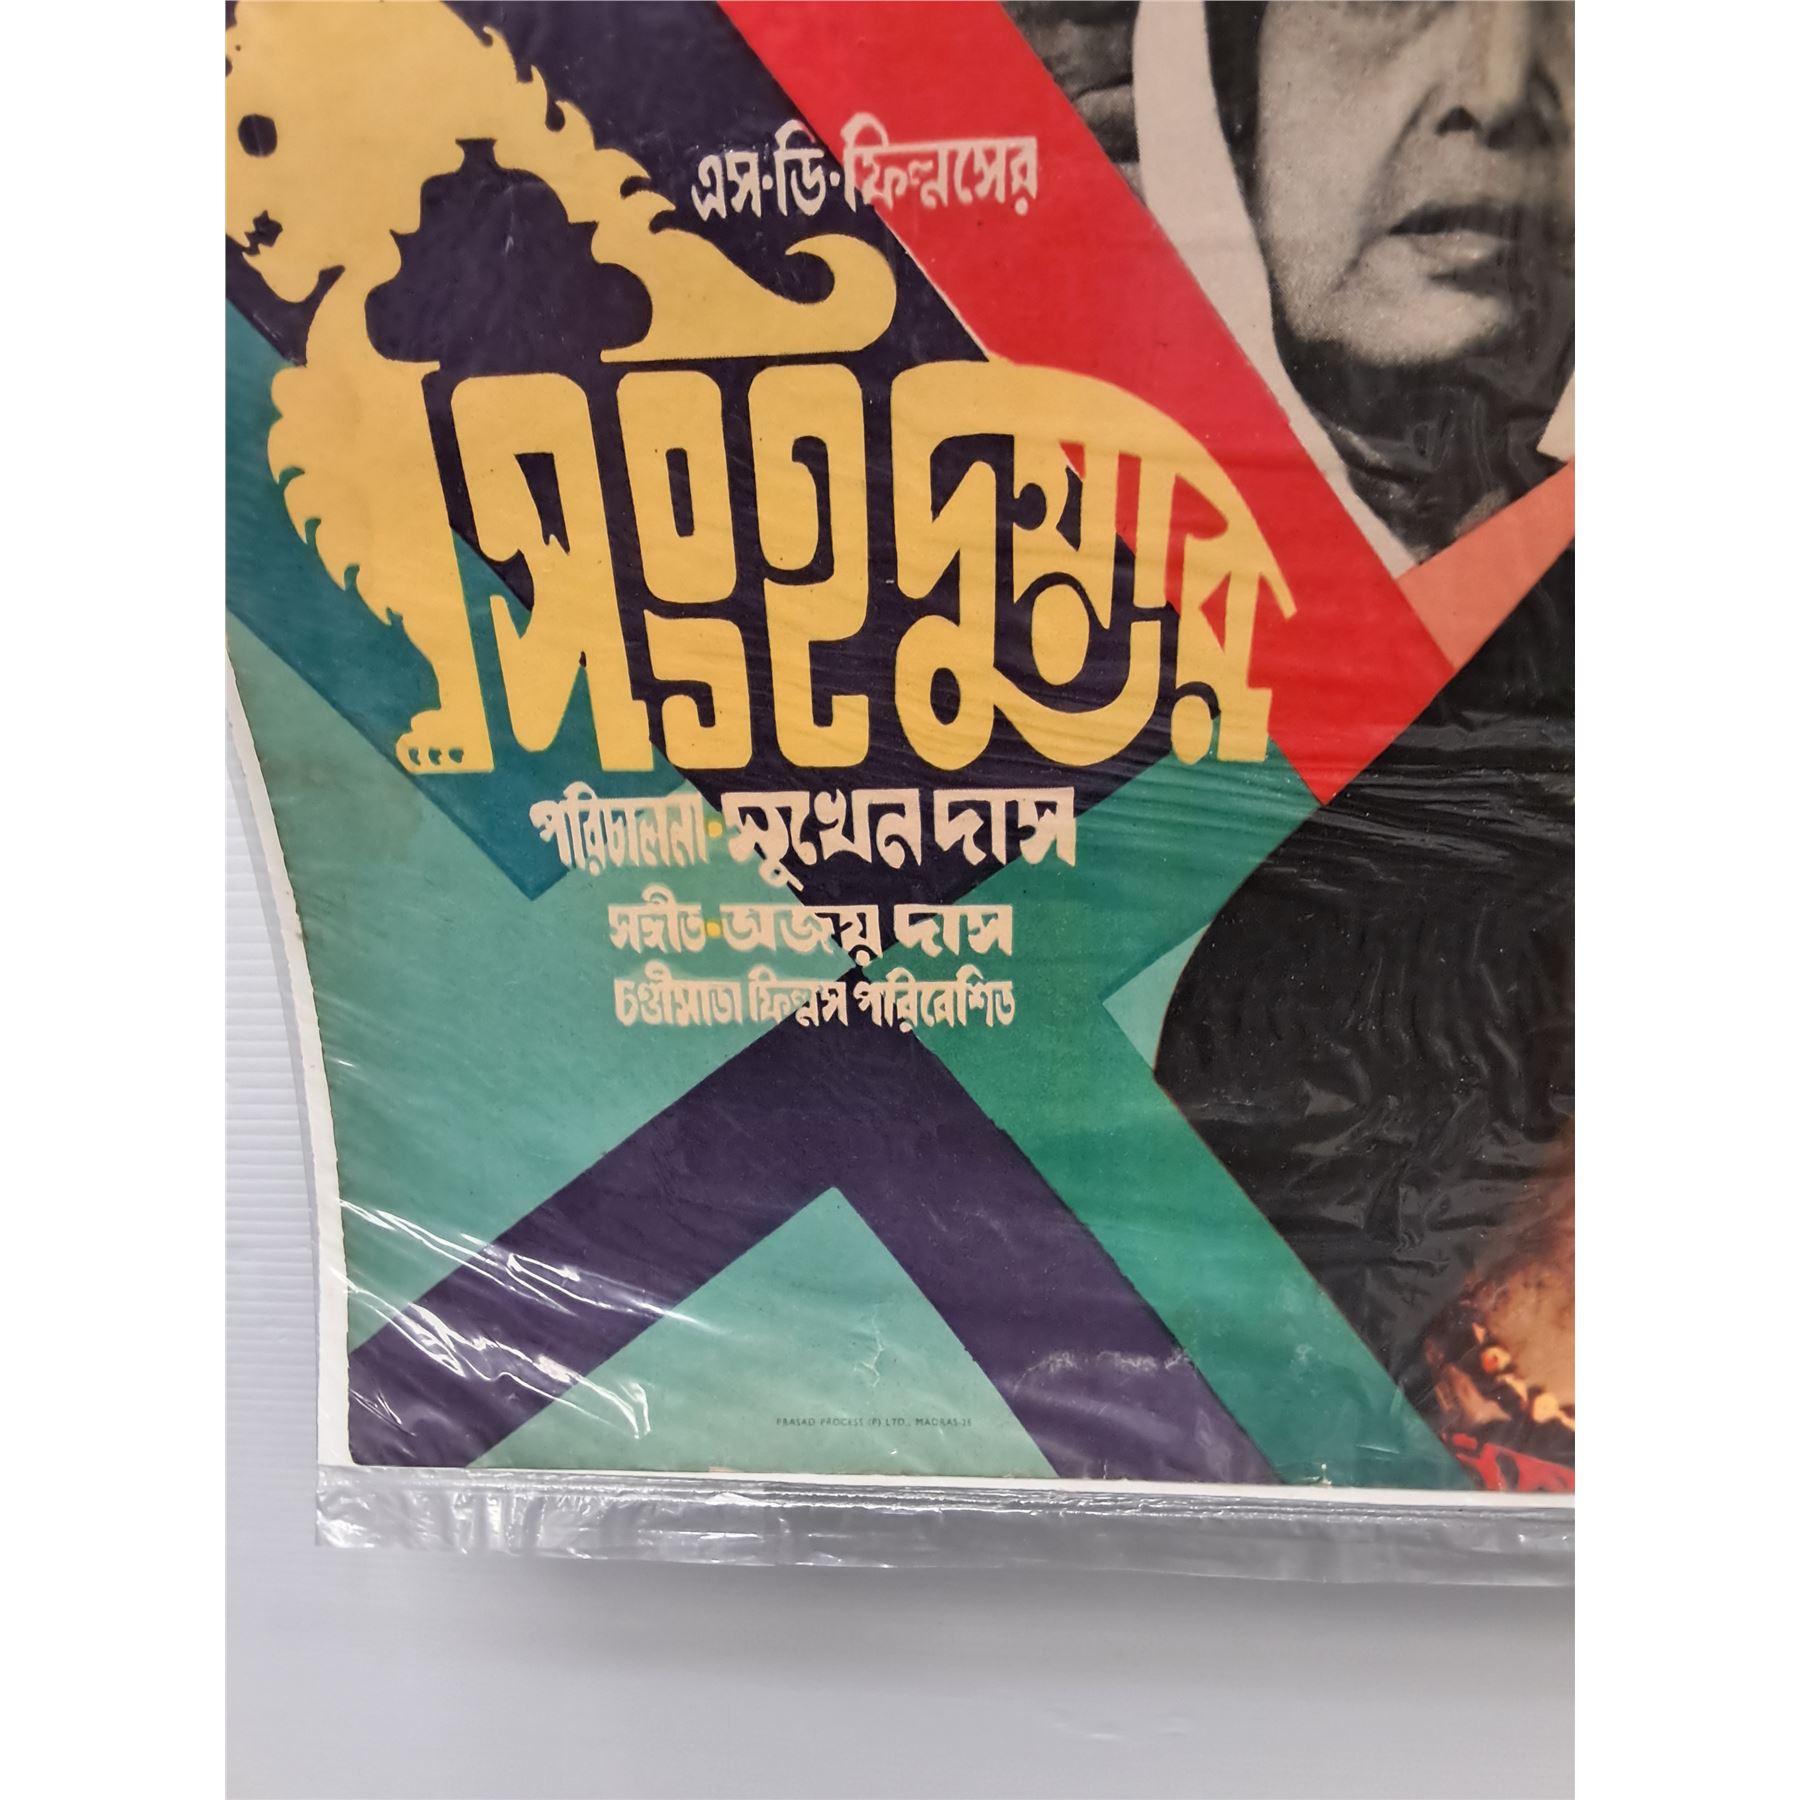 এস·ডি·ফিল্মসের
সিংহদুয়ার
পরিচালনা·সুখেন দাস
সঙ্গীত·অজয় দাস
চণ্ডীমাতা ফিল্মস পরিবেশিত
PRASAD PROCESS (P) LTD., MADRAS-26